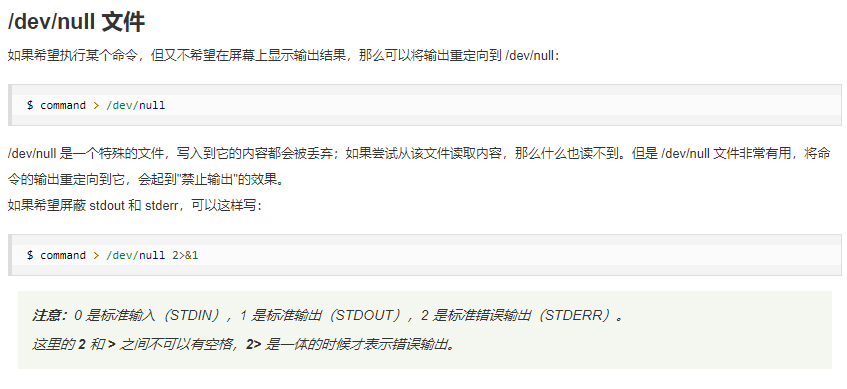 /dev/null 文件
如果希望执行某个命令，但又不希望在屏幕上显示输出结果，那么可以将输出重定向到 /dev/null：
$ command > /dev/null
/dev/null 是一个特殊的文件，写入到它的内容都会被丢弃；如果尝试从该文件读取内容，那么什么也读不到。但是 /dev/null 文件非常有用，将命
令的输出重定向到它，会起到"禁止输出"的效果。
如果希望屏蔽 stdout 和 stderr，可以这样写：
$ command > /dev/null 2>&1
注意：0 是标准输入（STDIN），1 是标准输出（STDOUT），2 是标准错误输出（STDERR）。
这里的 2 和 > 之间不可以有空格，2> 是一体的时候才表示错误输出。